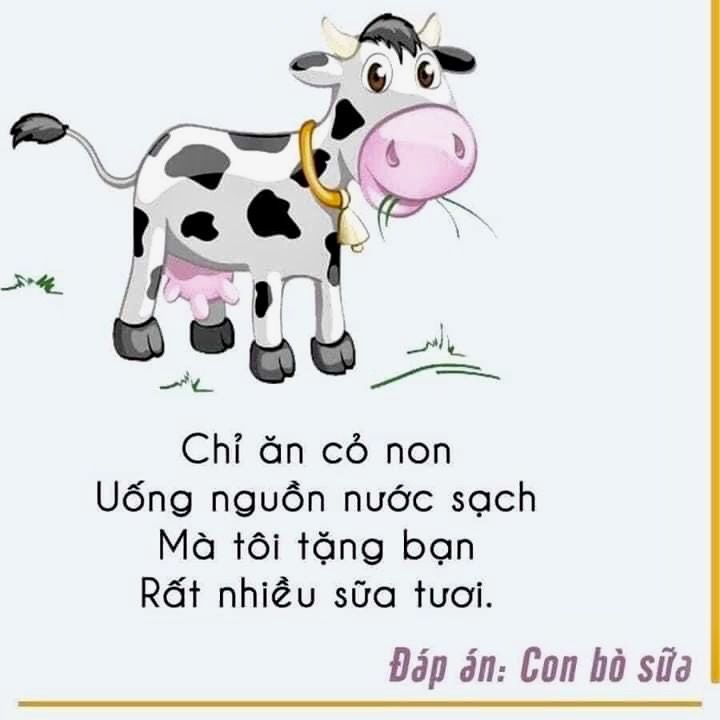 Chỉ ăn cỏ non
Uống nguồn nước sạch
Mà tôi tặng bạn
Rất nhiều sữa tươi.
Đáp án: Con bò sữa